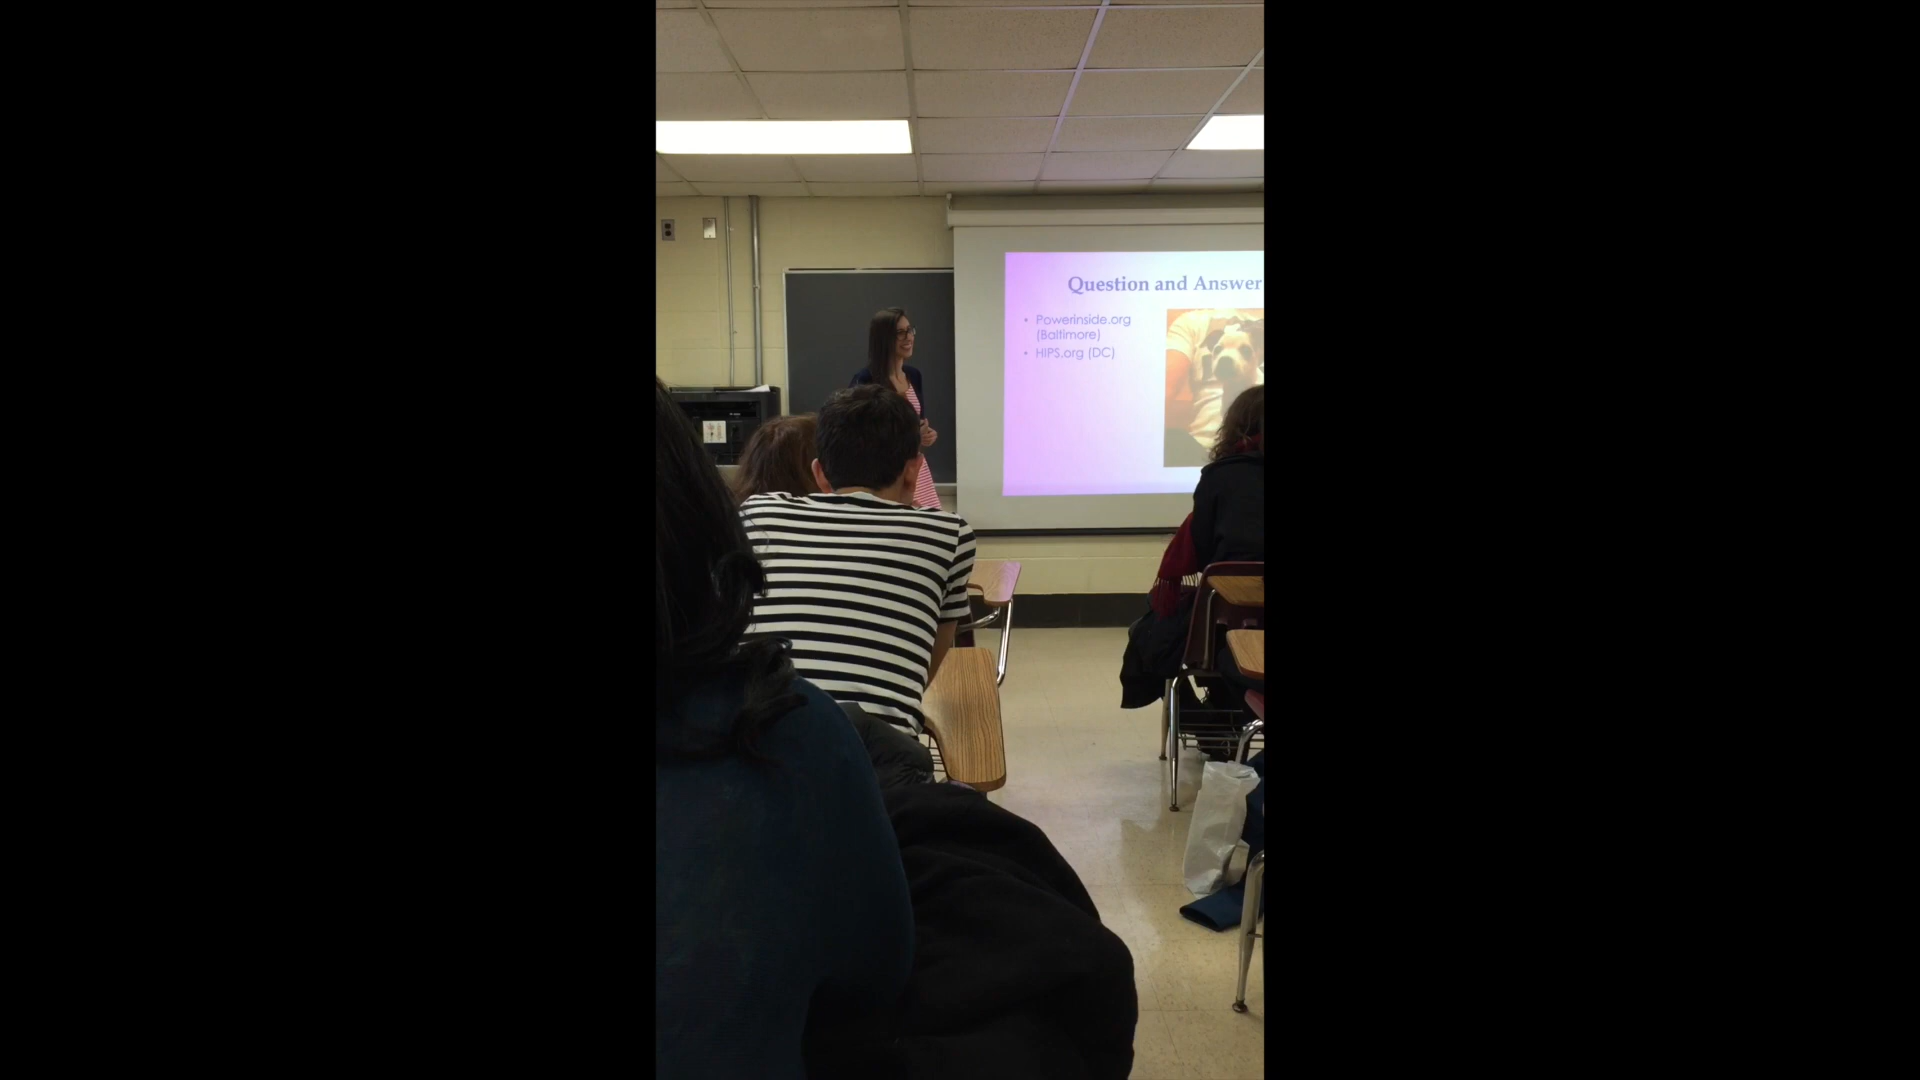 Question and Answer
• Powerinside.org
(Baltimore)
• HIPS.org (DC)